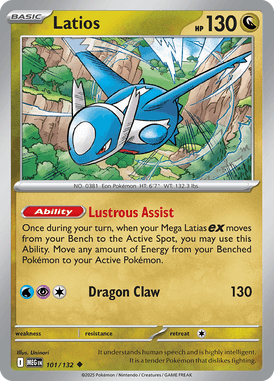 BASIC
Latios
HP 130
NO. 0381 Eon Pokémon HT: 6'7" WT: 132.3 lbs.
Ability Lustrous Assist
Once during your turn, when your Mega Latias ex moves
from your Bench to the Active Spot, you may use this
Ability. Move any amount of Energy from your Benched
Pokémon to your Active Pokémon.
Dragon Claw 130
weakness resistance retreat
Illus. Uninori
MEG EN 101/132
It understands human speech and is highly
intelligent. It is a tender Pokémon that dislikes fighting.
©2025 Pokémon / Nintendo / Creatures / GAME FREAK